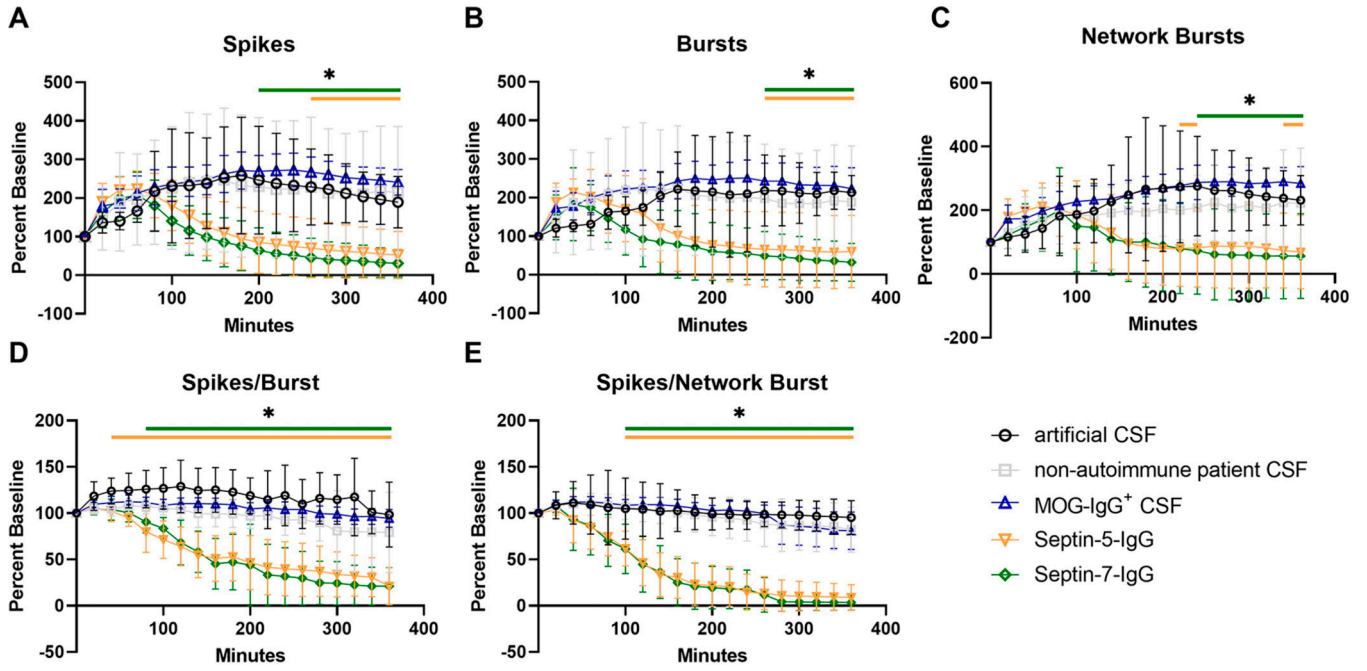 A
Spikes
*
500
400
300
200
100
0
-100
100
200
300
400
Percent Baseline
Minutes
B
Bursts
*
500
400
300
200
100
0
-100
100
200
300
400
Percent Baseline
Minutes
C
Network Bursts
*
600
400
200
0
-200
100
200
300
400
Percent Baseline
Minutes
D
Spikes/Burst
*
200
150
100
50
0
-50
100
200
300
400
Percent Baseline
Minutes
E
Spikes/Network Burst
*
200
150
100
50
0
-50
100
200
300
400
Percent Baseline
Minutes
artificial CSF
non-autoimmune patient CSF
MOG-IgG⁺ CSF
Septin-5-IgG
Septin-7-IgG